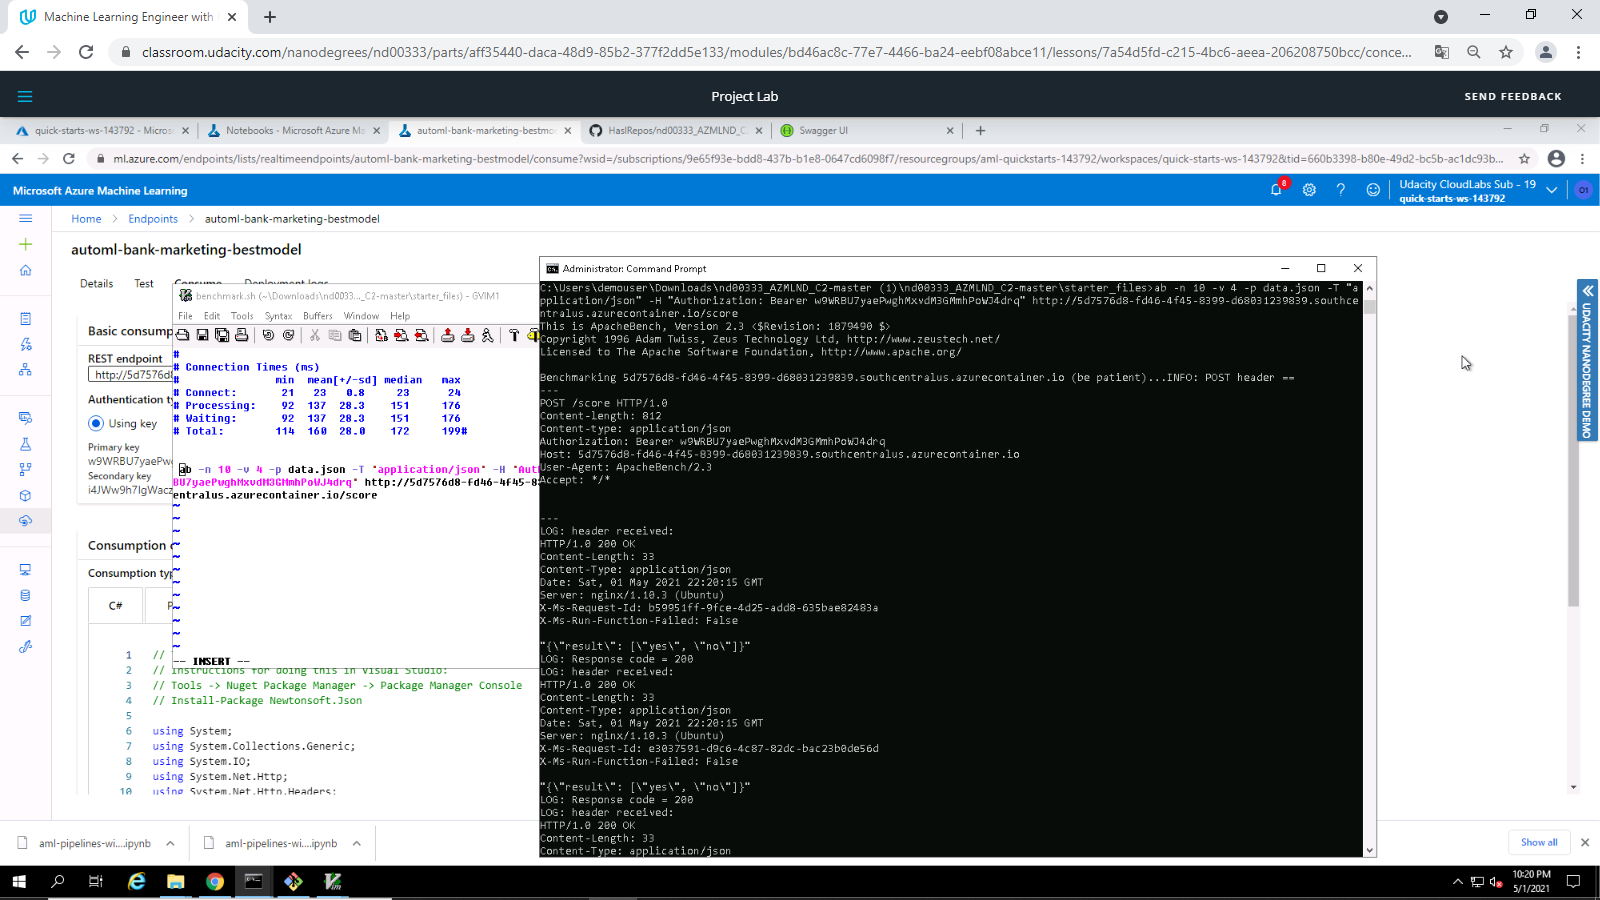 Machine Learning Engineer with
classroom.udacity.com/nanodegrees/nd00333/parts/aff35440-daca-48d9-85b2-377f2dd5e133/modules/bd46ac8c-77e7-4466-ba24-eebf08abce11/lessons/7a54d5fd-c215-4bc6-aeea-206208750bcc/conce...
Project Lab
SEND FEEDBACK
quick-starts-ws-143792 - Micros
Notebooks - Microsoft Azure Ma
automl-bank-marketing-bestmo
HaslRepos/nd00333_AZMLND_C
Swagger UI
ml.azure.com/endpoints/lists/realtimeendpoints/automl-bank-marketing-bestmodel/consume?wsid=/subscriptions/9e65f93e-bdd8-437b-b1e8-0647cd6098f7/resourcegroups/aml-quickstarts-143792/workspaces/quick-starts-ws-143792&tid=660b3398-b80e-49d2-bc5b-ac1dc93b...
Microsoft Azure Machine Learning
8
Udacity CloudLabs Sub - 19
quick-starts-ws-143792
O1
Home > Endpoints > automl-bank-marketing-bestmodel
automl-bank-marketing-bestmodel
Details Test Consume Deployment logs
Basic consump
REST endpoint
http://5d7576d8
Authentication ty
Using key
Primary key
w9WRBU7yaePw
Secondary key
i4JWw9h7IgWacz
Consumption o
Consumption typ
C#
P
1 //
2 // Instructions for doing this in Visual Studio:
3 // Tools -> Nuget Package Manager -> Package Manager Console
4 // Install-Package Newtonsoft.Json
5
6 using System;
7 using System.Collections.Generic;
8 using System.IO;
9 using System.Net.Http;
10 using System.Net.Http.Headers;
benchmark.sh (~\Downloads\nd0033..._C2-master\starter_files) - GVIM1
File Edit Tools Syntax Buffers Window Help
#
# Connection Times (ms)
# min mean[+/-sd] median max
# Connect: 21 23 0.8 23 24
# Processing: 92 137 28.3 151 176
# Waiting: 92 137 28.3 151 176
# Total: 114 160 28.0 172 199#
ab -n 10 -v 4 -p data.json -T "application/json" -H "Aut
BU7yaePwghMxvdM3GMmhPoWJ4drq" http://5d7576d8-fd46-4f45-8
entralus.azurecontainer.io/score
~
~
~
~
~
~
~
~
~
~
~
~
-- INSERT --
Administrator: Command Prompt
C:\Users\demouser\Downloads\nd00333_AZMLND_C2-master (1)\nd00333_AZMLND_C2-master\starter_files>ab -n 10 -v 4 -p data.json -T "a
pplication/json" -H "Authorization: Bearer w9WRBU7yaePwghMxvdM3GMmhPoWJ4drq" http://5d7576d8-fd46-4f45-8399-d68031239839.southce
ntralus.azurecontainer.io/score
This is ApacheBench, Version 2.3 <$Revision: 1879490 $>
Copyright 1996 Adam Twiss, Zeus Technology Ltd, http://www.zeustech.net/
Licensed to The Apache Software Foundation, http://www.apache.org/
Benchmarking 5d7576d8-fd46-4f45-8399-d68031239839.southcentralus.azurecontainer.io (be patient)...INFO: POST header ==
---
POST /score HTTP/1.0
Content-length: 812
Content-type: application/json
Authorization: Bearer w9WRBU7yaePwghMxvdM3GMmhPoWJ4drq
Host: 5d7576d8-fd46-4f45-8399-d68031239839.southcentralus.azurecontainer.io
User-Agent: ApacheBench/2.3
Accept: */*
---
LOG: header received:
HTTP/1.0 200 OK
Content-Length: 33
Content-Type: application/json
Date: Sat, 01 May 2021 22:20:15 GMT
Server: nginx/1.10.3 (Ubuntu)
X-Ms-Request-Id: b59951ff-9fce-4d25-add8-635bae82483a
X-Ms-Run-Function-Failed: False
"{\"result\": [\"yes\", \"no\"]}"
LOG: Response code = 200
LOG: header received:
HTTP/1.0 200 OK
Content-Length: 33
Content-Type: application/json
Date: Sat, 01 May 2021 22:20:15 GMT
Server: nginx/1.10.3 (Ubuntu)
X-Ms-Request-Id: e3037591-d9c6-4c87-82dc-bac23b0de56d
X-Ms-Run-Function-Failed: False
"{\"result\": [\"yes\", \"no\"]}"
LOG: Response code = 200
LOG: header received:
HTTP/1.0 200 OK
Content-Length: 33
Content-Type: application/json
UDACITY NANODEGREE DEMO
aml-pipelines-wi....ipynb
aml-pipelines-wi....ipynb
Show all
10:20 PM
5/1/2021